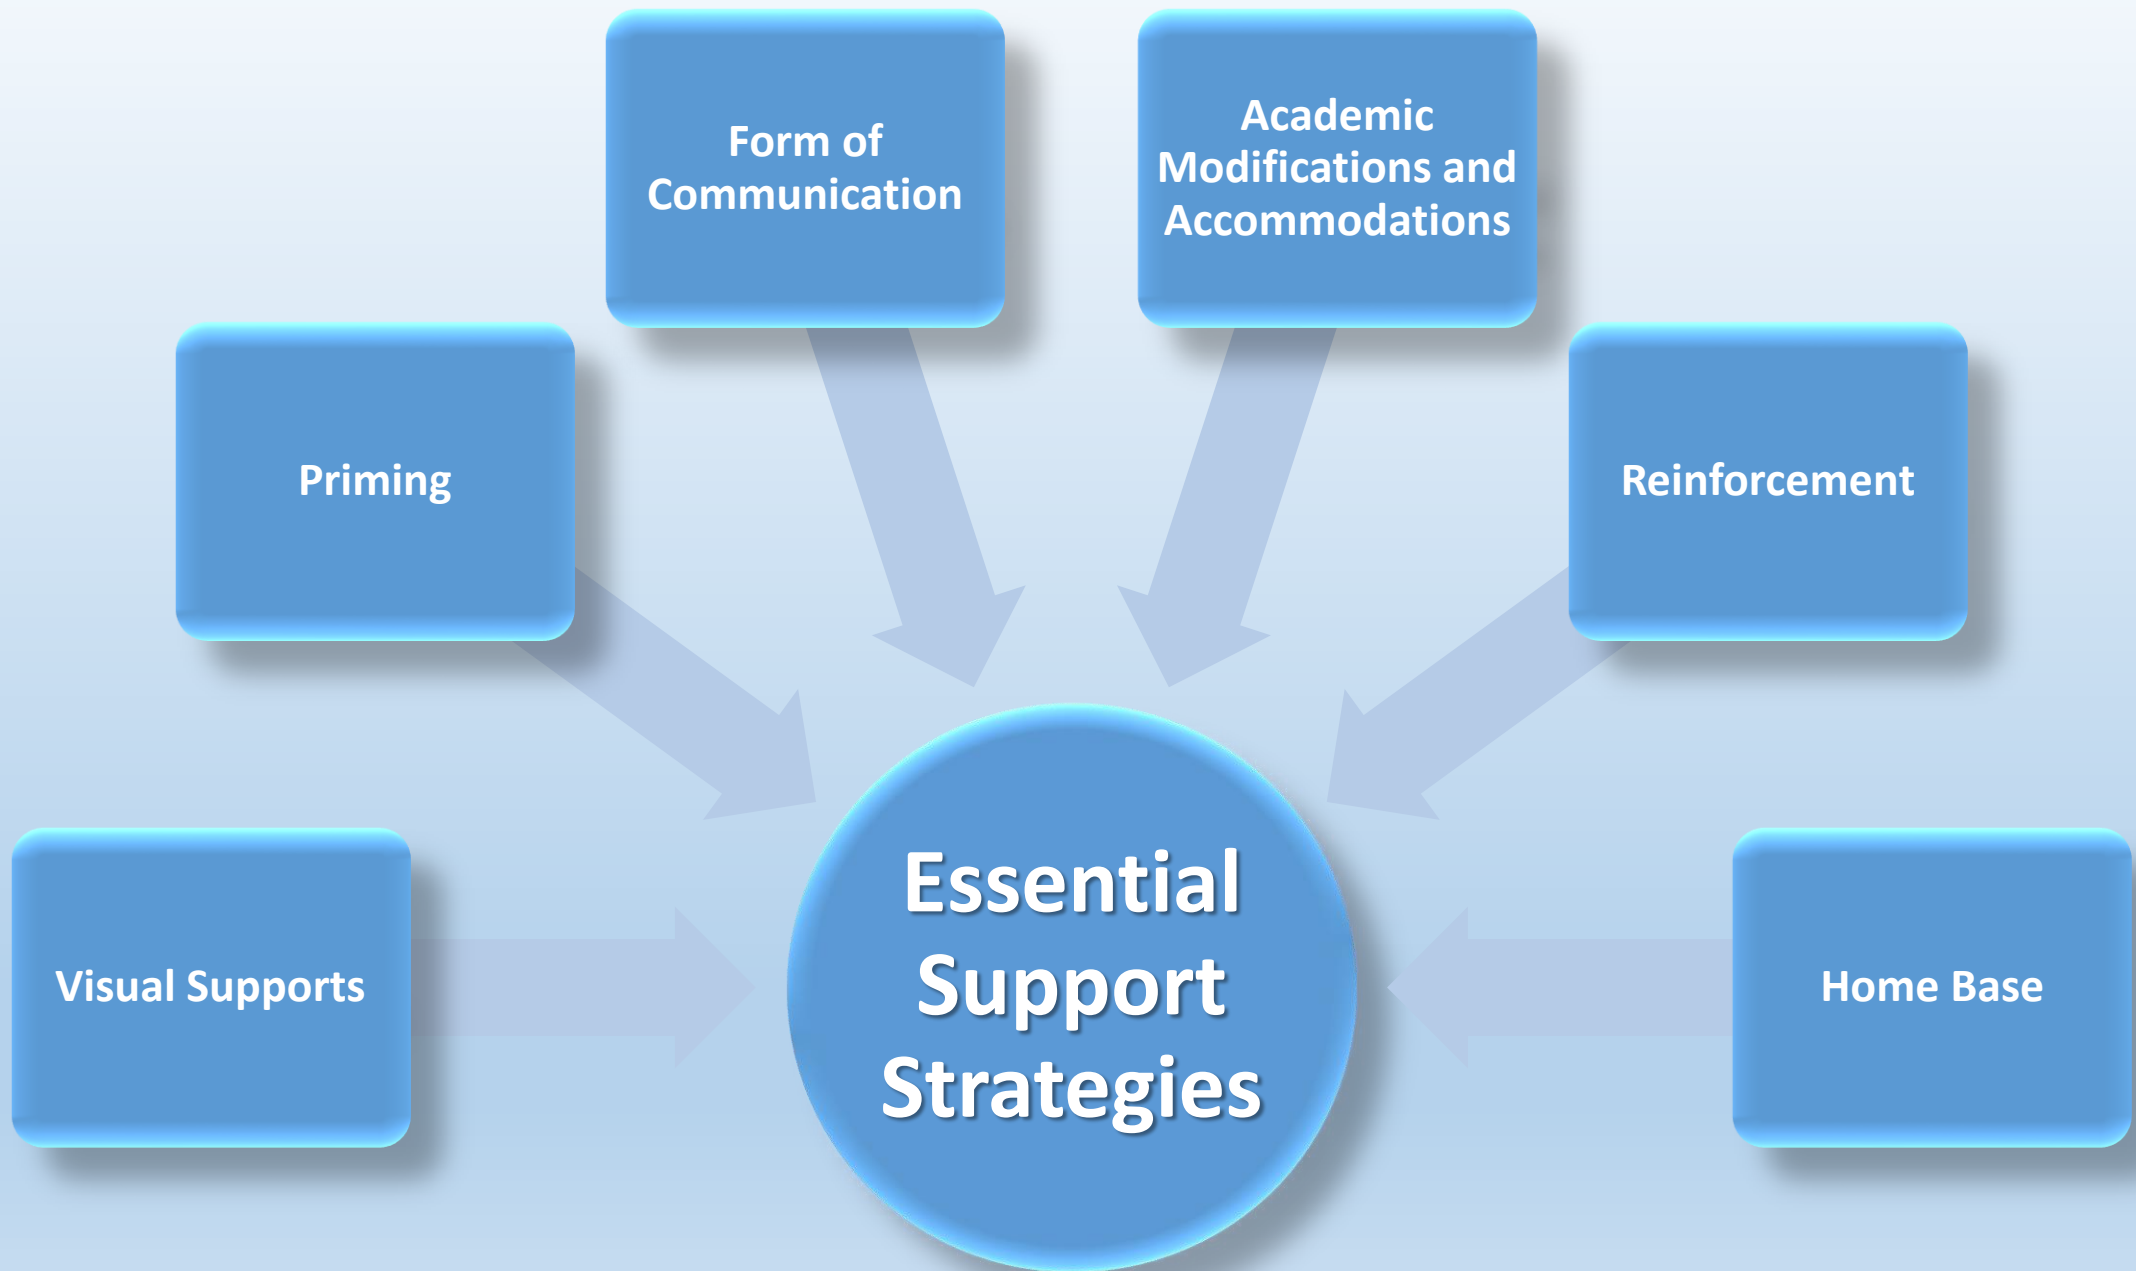 Form of
Communication
Academic
Modifications and
Accommodations
Priming
Reinforcement
Visual Supports
Essential
Support
Strategies
Home Base